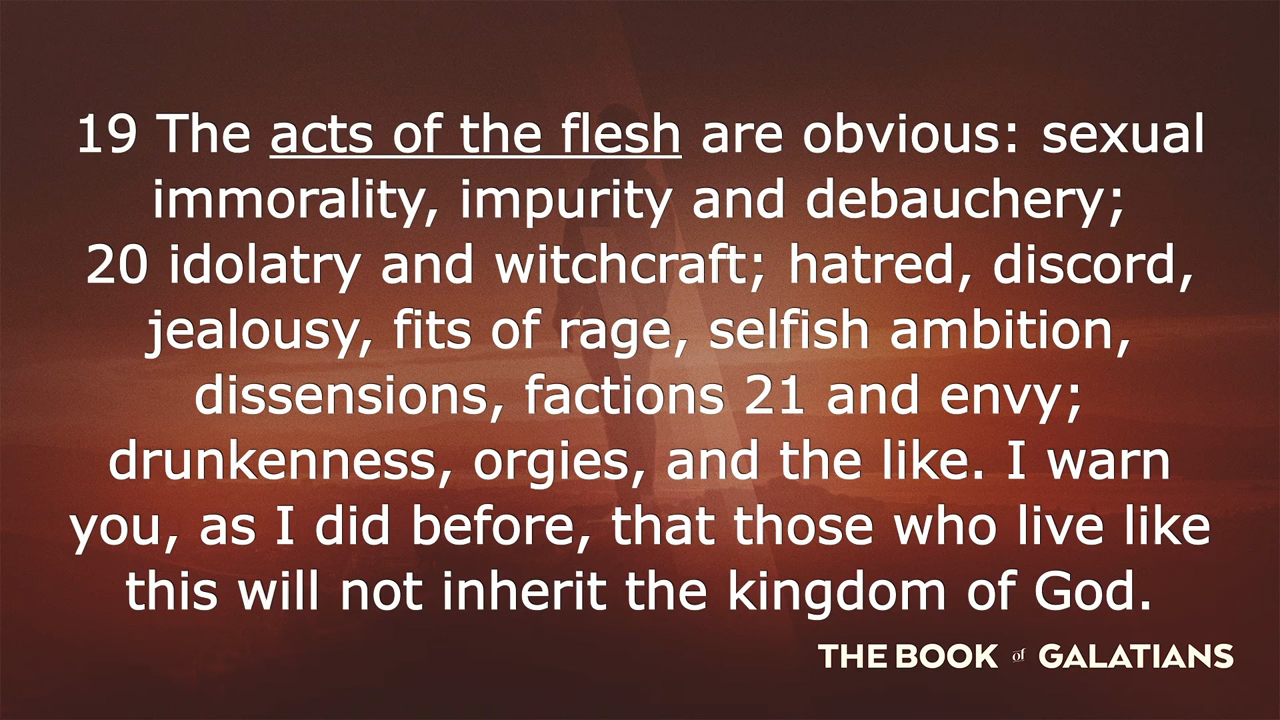 19 The acts of the flesh are obvious: sexual
immorality, impurity and debauchery;
20 idolatry and witchcraft; hatred, discord,
jealousy, fits of rage, selfish ambition,
dissensions, factions 21 and envy;
drunkenness, orgies, and the like. I warn
you, as I did before, that those who live like
this will not inherit the kingdom of God.
THE BOOK of GALATIANS